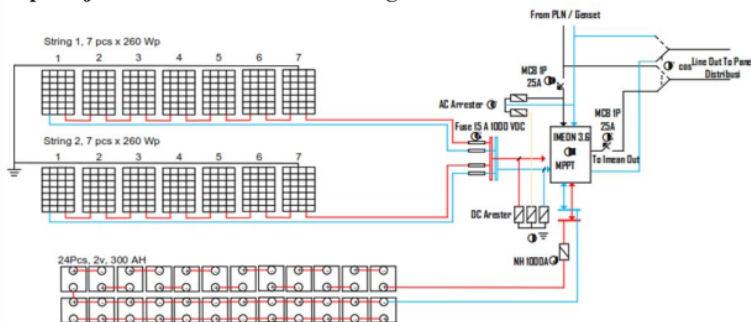 From PLN / Genset
String 1, 7 pcs x 260 Wp
1 2 3 4 5 6 7
MCB 1P
25A
cos
Line Out To Pane
Distribusi
AC Arrester
MCB 1P
25A
Fuse 15 A 1000 VDC
IMEON 3.6
MPPT
To Imeon Out
String 2, 7 pcs x 260 Wp
1 2 3 4 5 6 7
DC Arester
24Pcs, 2v, 300 AH
NH 1000A